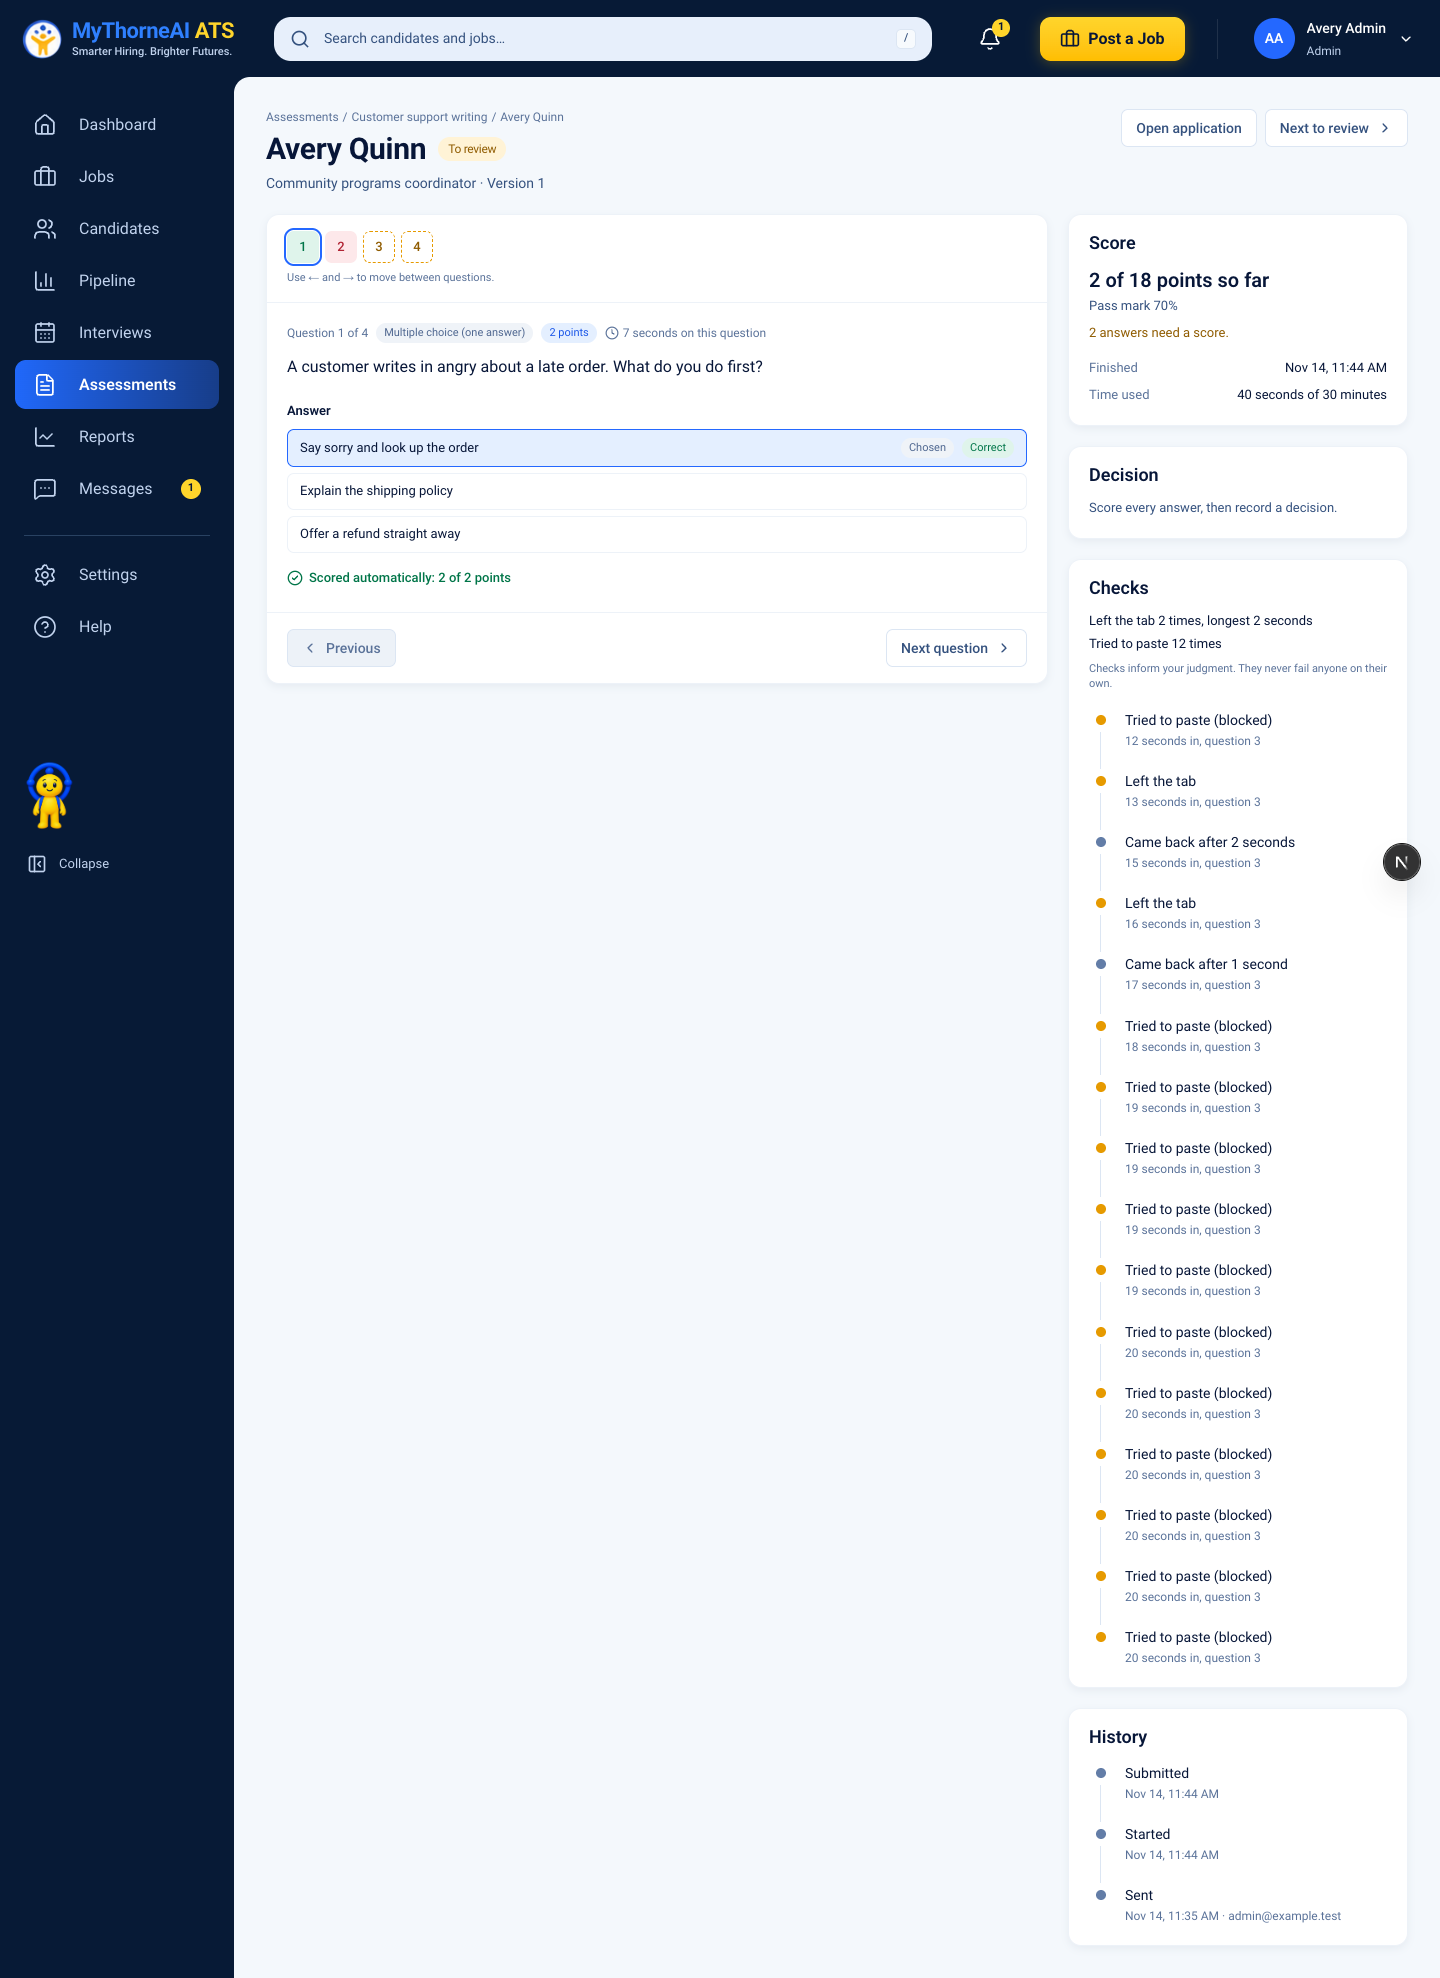 MyThorneAI ATS
Smarter Hiring. Brighter Futures.
Search candidates and jobs…
/
1
Post a Job
AA
Avery Admin
Admin
Dashboard
Jobs
Candidates
Pipeline
Interviews
Assessments
Reports
Messages
1
Settings
Help
Collapse
Assessments / Customer support writing / Avery Quinn
Avery Quinn
To review
Community programs coordinator · Version 1
Open application
Next to review
1 2 3 4
Use ← and → to move between questions.
Question 1 of 4 Multiple choice (one answer) 2 points 7 seconds on this question
A customer writes in angry about a late order. What do you do first?
Answer
Say sorry and look up the order Chosen Correct
Explain the shipping policy
Offer a refund straight away
Scored automatically: 2 of 2 points
Previous
Next question
Score
2 of 18 points so far
Pass mark 70%
2 answers need a score.
Finished Nov 14, 11:44 AM
Time used 40 seconds of 30 minutes
Decision
Score every answer, then record a decision.
Checks
Left the tab 2 times, longest 2 seconds
Tried to paste 12 times
Checks inform your judgment. They never fail anyone on their
own.
Tried to paste (blocked)
12 seconds in, question 3
Left the tab
13 seconds in, question 3
Came back after 2 seconds
15 seconds in, question 3
Left the tab
16 seconds in, question 3
Came back after 1 second
17 seconds in, question 3
Tried to paste (blocked)
18 seconds in, question 3
Tried to paste (blocked)
19 seconds in, question 3
Tried to paste (blocked)
19 seconds in, question 3
Tried to paste (blocked)
19 seconds in, question 3
Tried to paste (blocked)
19 seconds in, question 3
Tried to paste (blocked)
20 seconds in, question 3
Tried to paste (blocked)
20 seconds in, question 3
Tried to paste (blocked)
20 seconds in, question 3
Tried to paste (blocked)
20 seconds in, question 3
Tried to paste (blocked)
20 seconds in, question 3
Tried to paste (blocked)
20 seconds in, question 3
N
History
Submitted
Nov 14, 11:44 AM
Started
Nov 14, 11:44 AM
Sent
Nov 14, 11:35 AM · admin@example.test